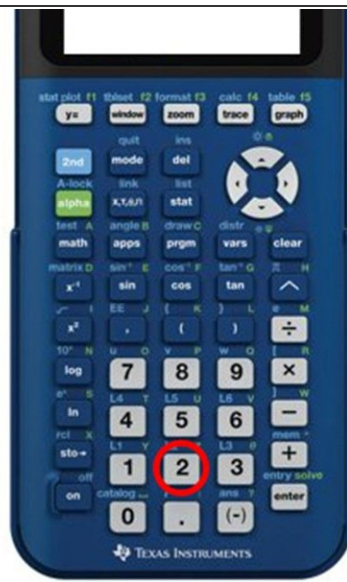 stat plot f1 tblset f2 format f3 calc f4 table f5
y= window zoom trace graph
quit ins
2nd mode del
A-lock link list
alpha X,T,θ,n stat
test A angle B draw C distr
math apps prgm vars clear
matrix D sin⁻¹ E cos⁻¹ F tan⁻¹ G π H
x⁻¹ sin cos tan ^
√ I EE J { K } L e M
x² , ( ) ÷
10ˣ N u O v P w Q [ R
log 7 8 9 ×
eˣ S L4 T L5 U L6 V ] W
ln 4 5 6 −
rcl X L1 Y Z L3 θ mem "
sto→ 1 2 3 +
off catalog ans ? entry solve
on 0 . (-) enter
TEXAS INSTRUMENTS